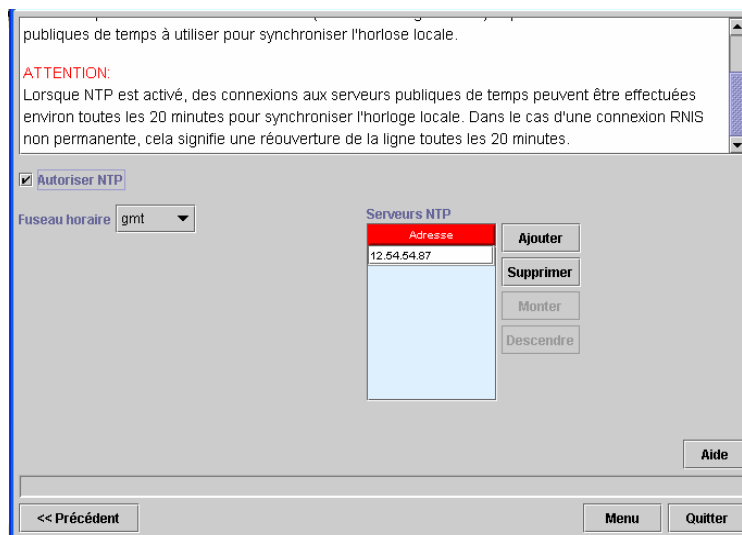 publiques de temps à utiliser pour synchroniser l'horlose locale.
ATTENTION:
Lorsque NTP est activé, des connexions aux serveurs publiques de temps peuvent être effectuées
environ toutes les 20 minutes pour synchroniser l'horloge locale. Dans le cas d'une connexion RNIS
non permanente, cela signifie une réouverture de la ligne toutes les 20 minutes.
Autoriser NTP
Fuseau horaire gmt
Serveurs NTP
Adresse
12.54.54.87
Ajouter
Supprimer
Monter
Descendre
Aide
<< Précédent
Menu
Quitter